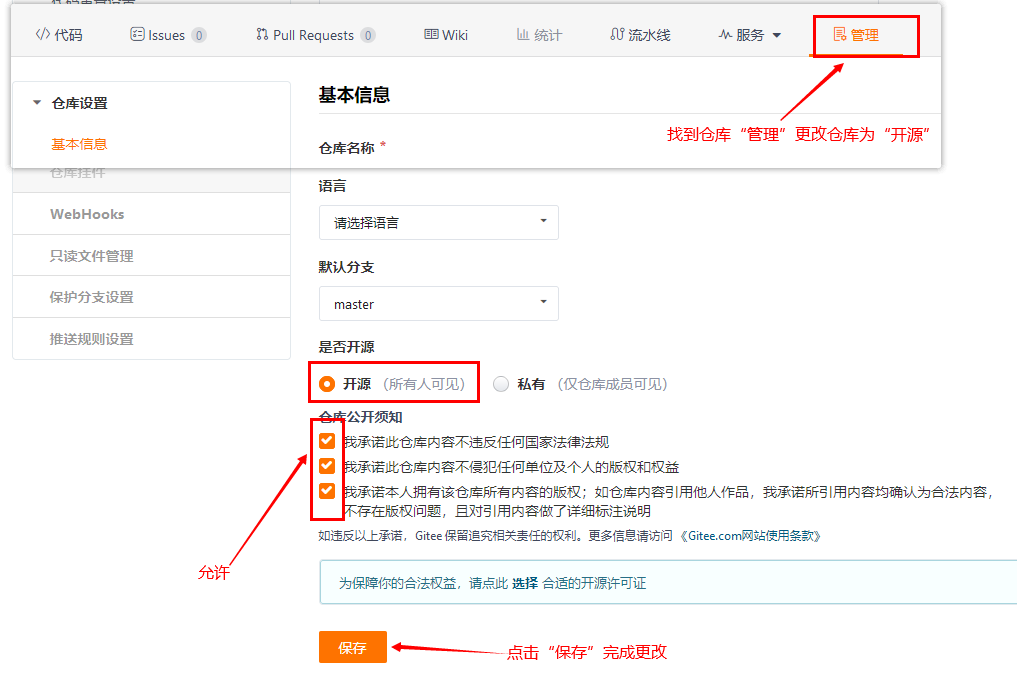 代码 Issues 0 Pull Requests 0 Wiki 统计 流水线 服务 管理
仓库设置
基本信息
找到仓库“管理”更改仓库为“开源”
基本信息
仓库名称 *
仓库挂件
WebHooks
只读文件管理
保护分支设置
推送规则设置
语言
请选择语言
默认分支
master
是否开源
开源 (所有人可见) 私有 (仅仓库成员可见)
仓库公开须知
我承诺此仓库内容不违反任何国家法律法规
我承诺此仓库内容不侵犯任何单位及个人的版权和权益
我承诺本人拥有该仓库所有内容的版权；如仓库内容引用他人作品，我承诺所引用内容均确认为合法内容，
不存在版权问题，且对引用内容做了详细标注说明
如违反以上承诺，Gitee 保留追究相关责任的权利。更多信息请访问 《Gitee.com网站使用条款》
允许
为保障你的合法权益，请点此 选择 合适的开源许可证
保存
点击“保存”完成更改